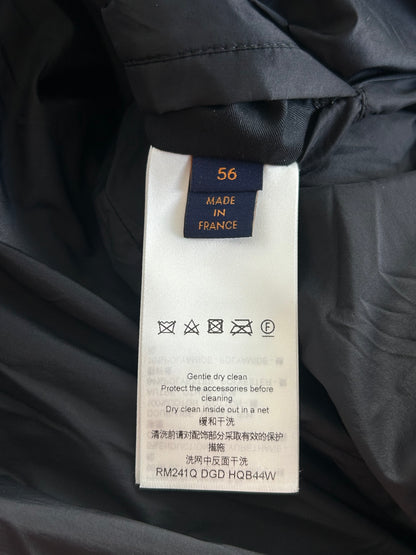 56
MADE
IN
FRANCE
Gentle dry clean
Protect the accessories before
cleaning
Dry clean inside out in a net
缓和干洗
清洗前请对配饰部分采取有效的保护
措施
洗网中反面干洗
RM241Q DGD HQB44W